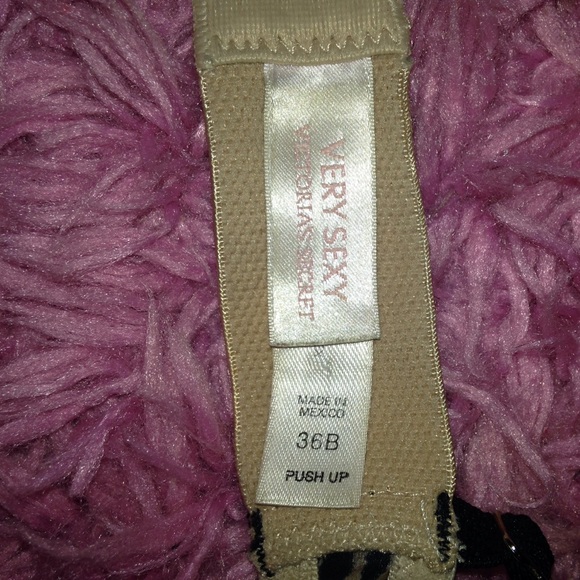 VERY SEXY
VICTORIA'S SECRET
MADE IN
MEXICO
36B
PUSH UP